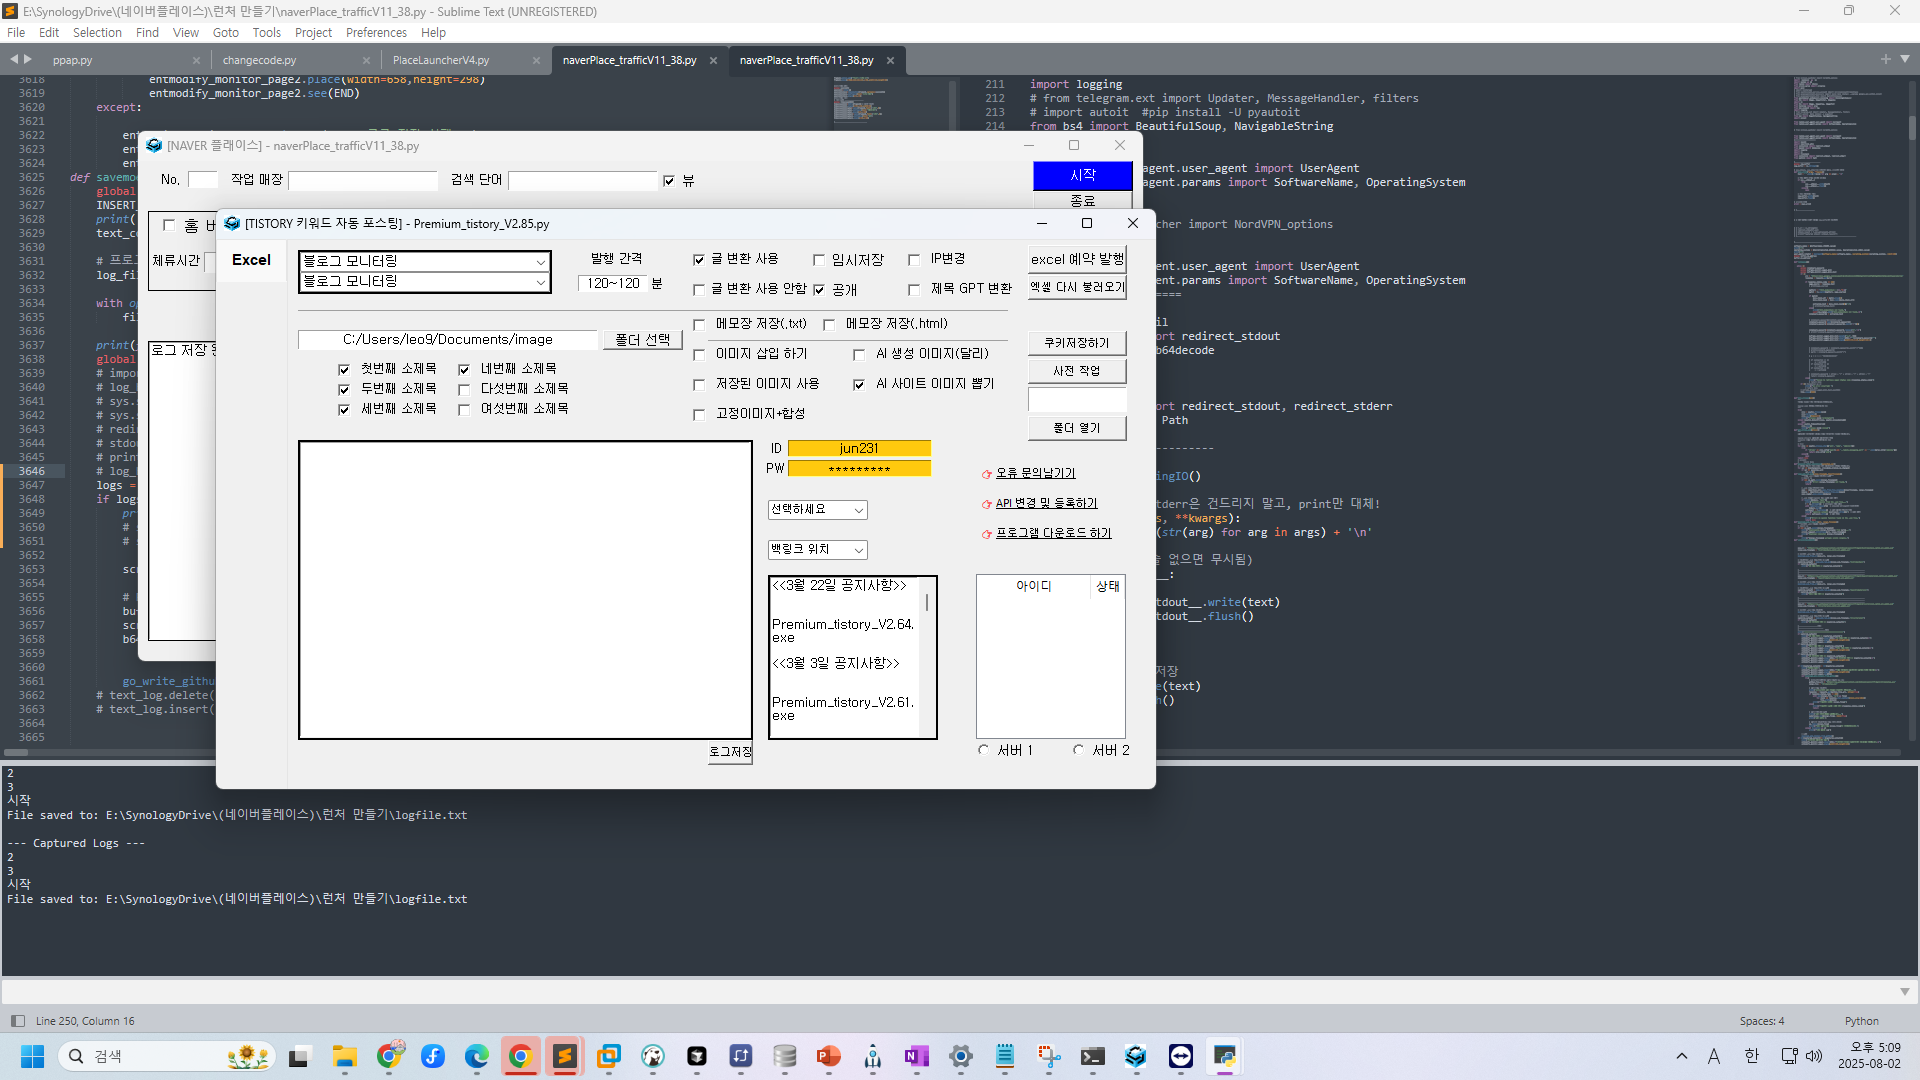 E:\SynologyDrive\(네이버플레이스)\런처 만들기\naverPlace_trafficV11_38.py - Sublime Text (UNREGISTERED)
File Edit Selection Find View Goto Tools Project Preferences Help
ppap.py
changecode.py
PlaceLauncherV4.py
naverPlace_trafficV11_38.py
naverPlace_trafficV11_38.py
3618 entmodify_monitor_page2.place(width=658,height=298)
3619 entmodify_monitor_page2.see(END)
3620 except:
3621
3622
3623
3624
3625 def savemo
3626 global
3627 INSERT_
3628 print(
3629 text_co
3630
3631 # 프로
3632 log_fil
3633
3634 with op
3635 fil
3636
3637 print(
3638 global
3639 # impor
3640 # log_
3641 # sys.s
3642 # sys.s
3643 # redir
3644 # stdou
3645 # print
3646 # log_
3647 logs =
3648 if logs
3649 pr
3650 # s
3651 # s
3652
3653 scr
3654
3655 # B
3656 buf
3657 scr
3658 b64
3659
3660
3661 go_write_githu
3662 # text_log.delete(
3663 # text_log.insert(
3664
3665
211 import logging
212 # from telegram.ext import Updater, MessageHandler, filters
213 # import autoit #pip install -U pyautoit
214 from bs4 import BeautifulSoup, NavigableString
agent.user_agent import UserAgent
agent.params import SoftwareName, OperatingSystem
cher import NordVPN_options
ent.user_agent import UserAgent
ent.params import SoftwareName, OperatingSystem
====
il
rt redirect_stdout
b64decode
ort redirect_stdout, redirect_stderr
Path
---------
ingIO()
tderr은 건드리지 말고, print만 대체!
s, **kwargs):
(str(arg) for arg in args) + '\n'
없으면 무시됨)
__:
tdout__.write(text)
tdout__.flush()
저장
e(text)
h()
[NAVER 플래이스] - naverPlace_trafficV11_38.py
No. 작업 매장 검색 단어 뷰
시작
종료
홈 버
체류시간
로그 저장 완
[TISTORY 키워드 자동 포스팅] - Premium_tistory_V2.85.py
Excel
블로그 모니터링
블로그 모니터링
발행 간격
120~120 분
글 변환 사용 임시저장 IP변경
글 변환 사용 안함 공개 제목 GPT 변환
excel 예약 발행
엑셀 다시 불러오기
메모장 저장(.txt) 메모장 저장(.html)
C:/Users/leo9/Documents/image 폴더 선택
이미지 삽입 하기 AI 생성 이미지(달리)
저장된 이미지 사용 AI 사이트 이미지 뽑기
고정이미지+합성
쿠키저장하기
사전 작업
폴더 열기
첫번째 소제목 네번째 소제목
두번째 소제목 다섯번째 소제목
세번째 소제목 여섯번째 소제목
ID jun231
PW *********
오류 문의남기기
API 변경 및 등록하기
프로그램 다운로드 하기
선택하세요
백링크 위치
<<3월 22일 공지사항>>
Premium_tistory_V2.64.
exe
<<3월 3일 공지사항>>
Premium_tistory_V2.61.
exe
아이디 상태
서버 1 서버 2
로그저장
2
3
시작
File saved to: E:\SynologyDrive\(네이버플레이스)\런처 만들기\logfile.txt
--- Captured Logs ---
2
3
시작
File saved to: E:\SynologyDrive\(네이버플레이스)\런처 만들기\logfile.txt
Line 250, Column 16
Spaces: 4
Python
검색
A 한
오후 5:09
2025-08-02